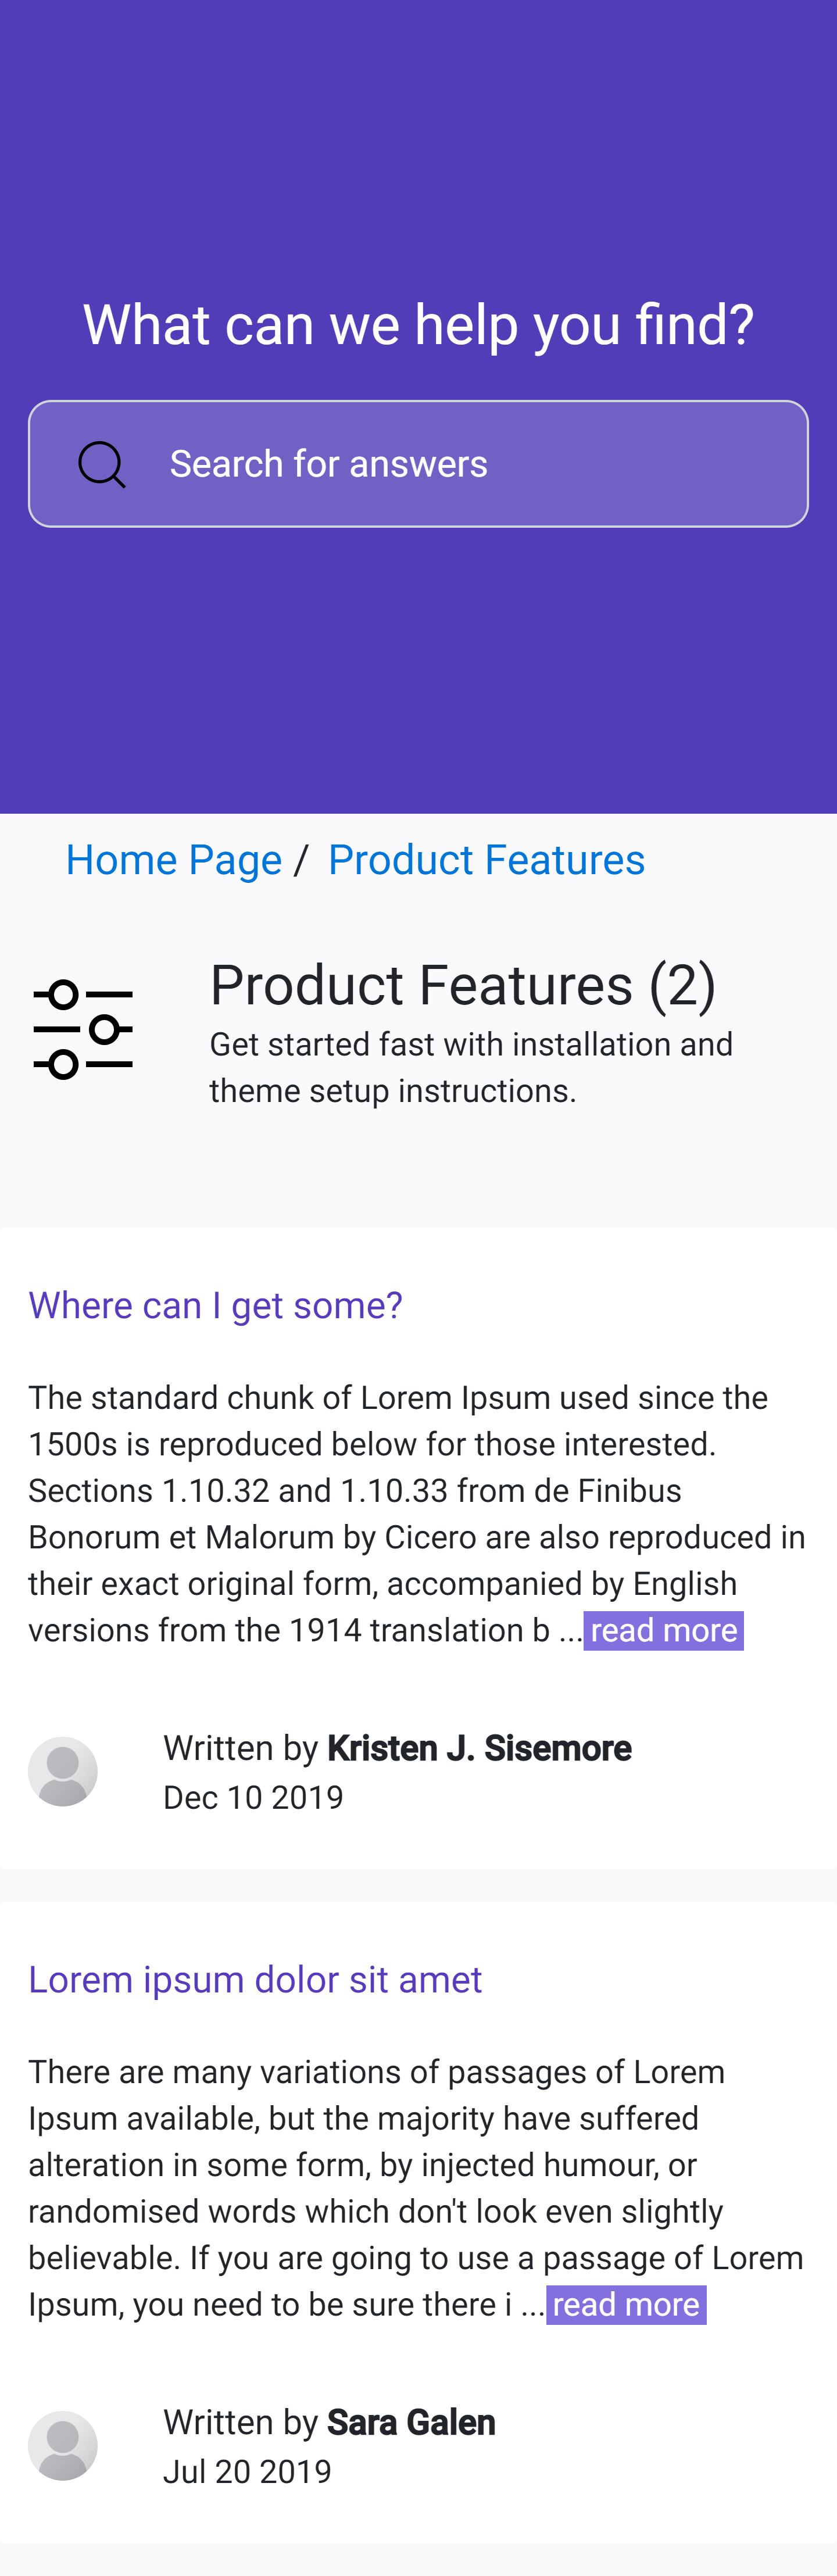 What can we help you find?
Search for answers
Home Page / Product Features
Product Features (2)
Get started fast with installation and
theme setup instructions.
Where can I get some?
The standard chunk of Lorem Ipsum used since the
1500s is reproduced below for those interested.
Sections 1.10.32 and 1.10.33 from de Finibus
Bonorum et Malorum by Cicero are also reproduced in
their exact original form, accompanied by English
versions from the 1914 translation b ... read more
Written by Kristen J. Sisemore
Dec 10 2019
Lorem ipsum dolor sit amet
There are many variations of passages of Lorem
Ipsum available, but the majority have suffered
alteration in some form, by injected humour, or
randomised words which don't look even slightly
believable. If you are going to use a passage of Lorem
Ipsum, you need to be sure there i ... read more
Written by Sara Galen
Jul 20 2019